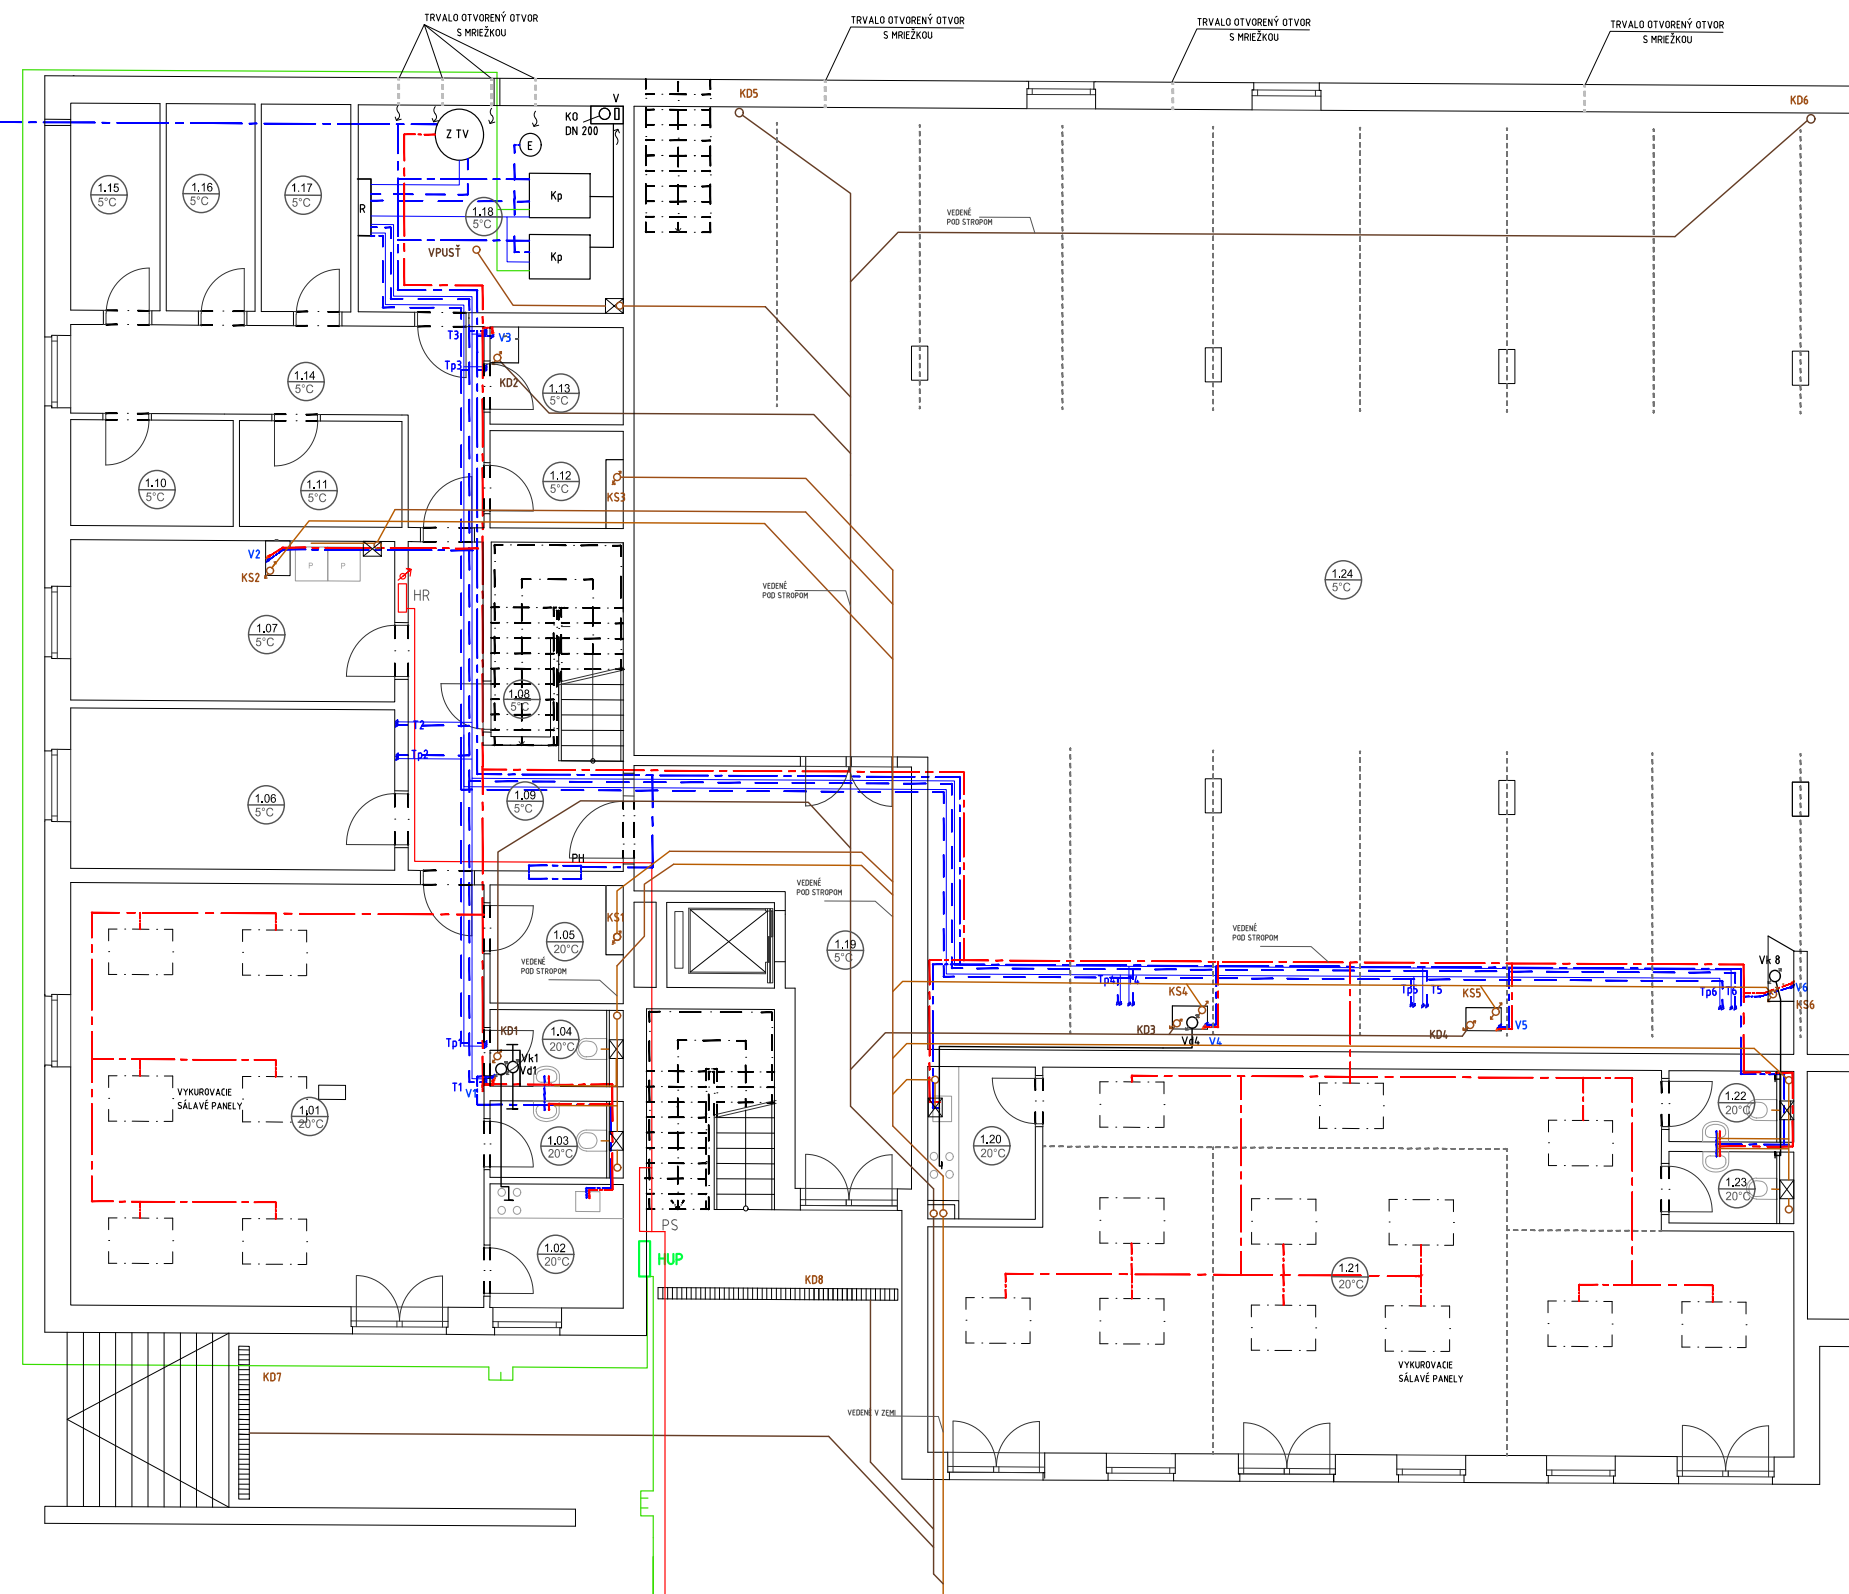 TRVALO OTVORENÝ OTVOR
S MRIEŽKOU
TRVALO OTVORENÝ OTVOR
S MRIEŽKOU
TRVALO OTVORENÝ OTVOR
S MRIEŽKOU
TRVALO OTVORENÝ OTVOR
S MRIEŽKOU
KD5
KD6
V
KO
DN 200
Z TV
E
Kp
Kp
R
1.15
5°C
1.16
5°C
1.17
5°C
1.18
5°C
VPUSŤ
VEDENÉ
POD STROPOM
T3
V3
Tp3
KD2
1.14
5°C
1.13
5°C
1.10
5°C
1.11
5°C
1.12
5°C
KS3
V2
KS2
P
P
HR
1.24
5°C
VEDENÉ
POD STROPOM
1.07
5°C
1.08
5°C
T2
Tp2
1.06
5°C
1.09
5°C
PH
VEDENÉ
POD STROPOM
KS1
1.05
20°C
1.19
5°C
VEDENÉ
POD STROPOM
VEDENÉ
POD STROPOM
Vk 8
Tp4
T4
KS4
Tp5
T5
KS5
Tp6
T6
V6
KS6
KD3
Vd4
V4
KD4
V5
KD1
1.04
20°C
Tp1
Vk1
Vd1
T1
V1
VYKUROVACIE
SÁLAVÉ PANELY
1.01
20°C
1.03
20°C
1.20
20°C
1.22
20°C
1.23
20°C
1.02
20°C
PS
HUP
KD8
1.21
20°C
VYKUROVACIE
SÁLAVÉ PANELY
KD7
VEDENÉ V ZEMI